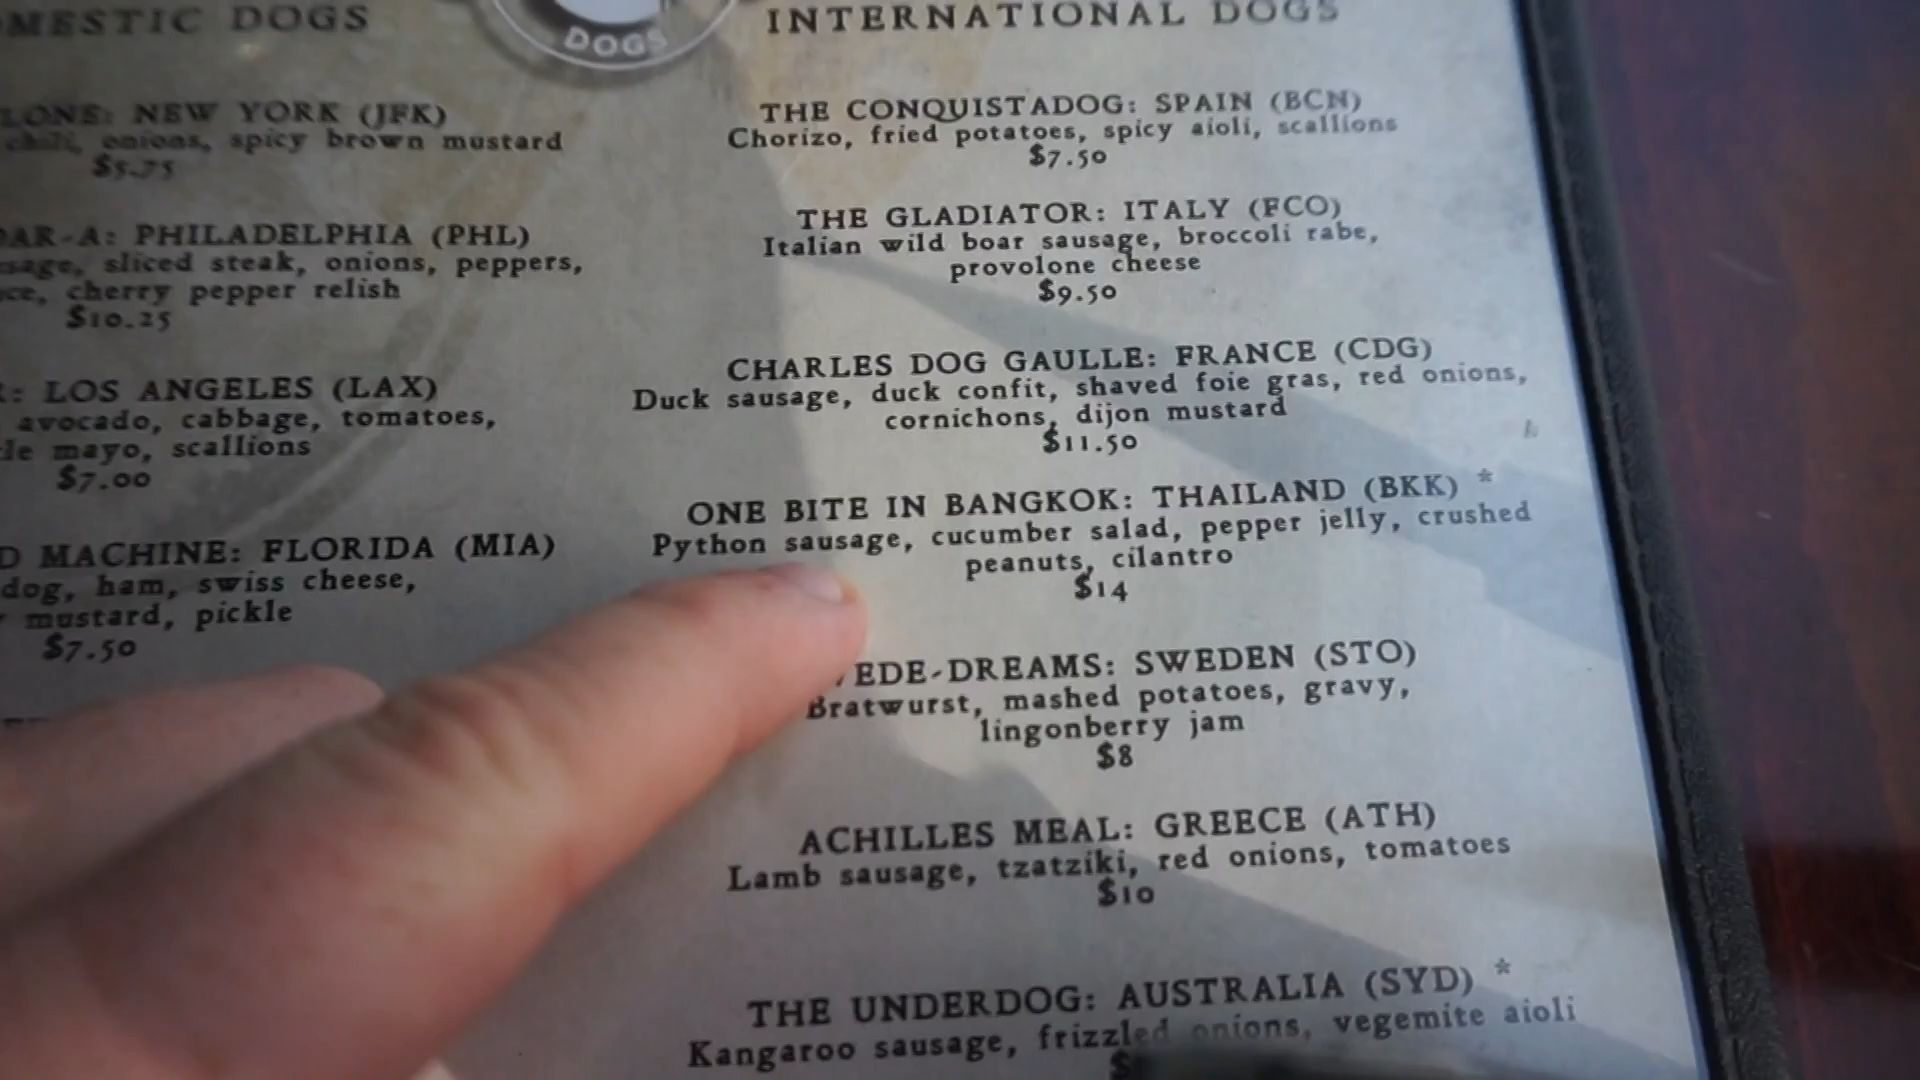 DOGS
MESTIC DOGS
LONE: NEW YORK (JFK)
chili, onions, spicy brown mustard
$5.75
AR-A: PHILADELPHIA (PHL)
sliced steak, onions, peppers,
cherry pepper relish
$10.25
LOS ANGELES (LAX)
avocado, cabbage, tomatoes,
mayo, scallions
$7.00
MACHINE: FLORIDA (MIA)
dog, ham, swiss cheese,
mustard, pickle
$7.50
INTERNATIONAL DOGS
THE CONQUISTADOG: SPAIN (BCN)
Chorizo, fried potatoes, spicy aioli, scallions
$7.50
THE GLADIATOR: ITALY (FCO)
Italian wild boar sausage, broccoli rabe,
provolone cheese
$9.50
CHARLES DOG GAULLE: FRANCE (CDG)
Duck sausage, duck confit, shaved foie gras, red onions,
cornichons, dijon mustard
$11.50
ONE BITE IN BANGKOK: THAILAND (BKK) *
Python sausage, cucumber salad, pepper jelly, crushed
peanuts, cilantro
$14
EDE-DREAMS: SWEDEN (STO)
Bratwurst, mashed potatoes, gravy,
lingonberry jam
$8
ACHILLES MEAL: GREECE (ATH)
Lamb sausage, tzatziki, red onions, tomatoes
$10
THE UNDERDOG: AUSTRALIA (SYD) *
Kangaroo sausage, frizzled onions, vegemite aioli
$